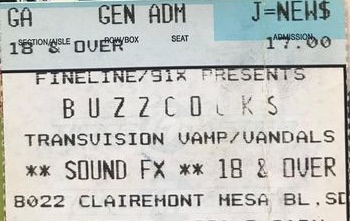 GA GEN ADM J=NEW$
SECTION/AISLE ROW/BOX SEAT ADMISSION
18 & OVER 17.00
FINELINE/91X PRESENTS
BUZZCOCKS
TRANSVISION VAMP/VANDALS
** SOUND FX ** 18 & OVER
8022 CLAIREMONT MESA BL,SD